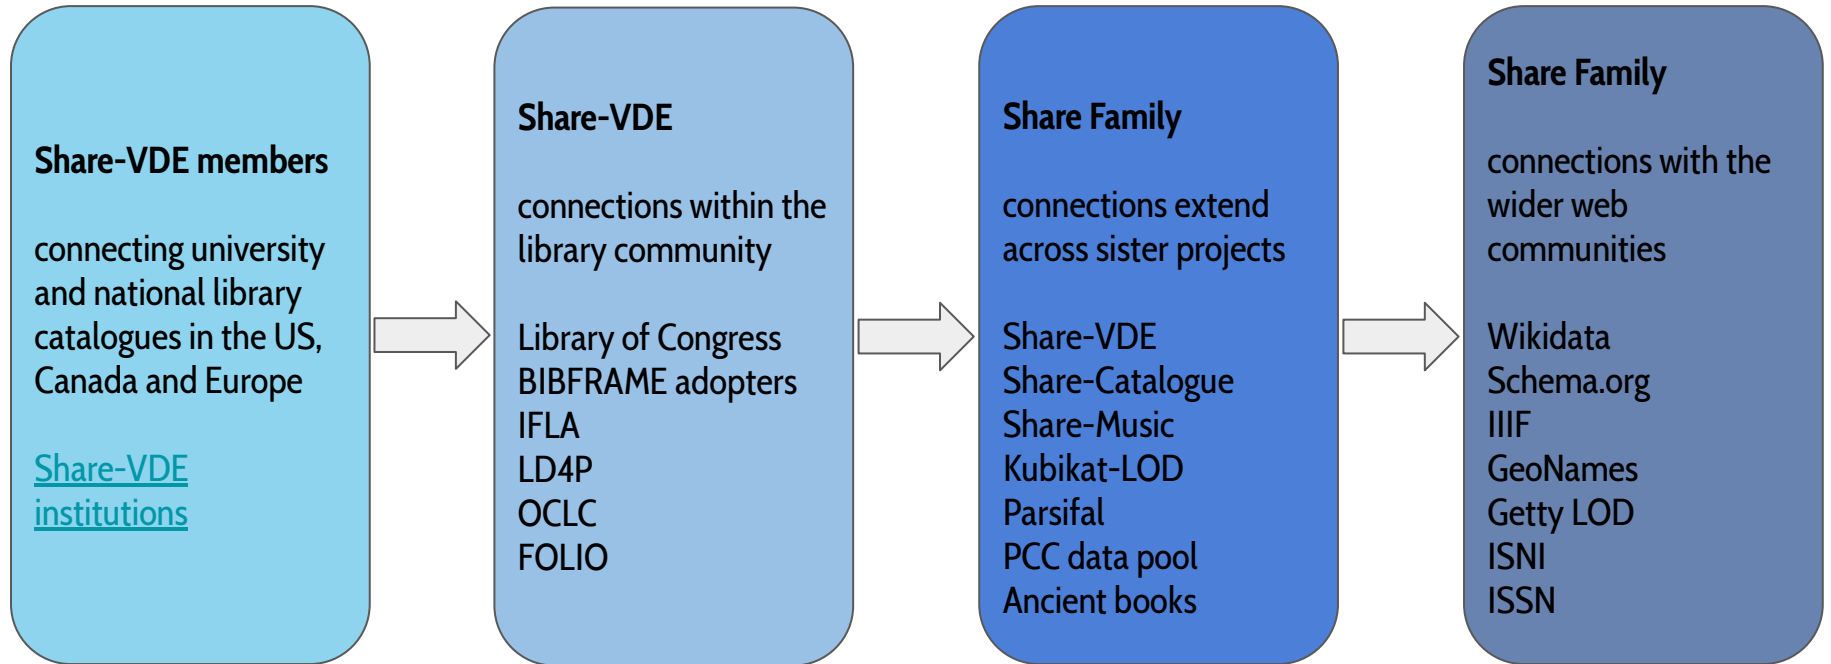 Share-VDE members
connecting university
and national library
catalogues in the US,
Canada and Europe
Share-VDE
institutions
Share-VDE
connections within the
library community
Library of Congress
BIBFRAME adopters
IFLA
LD4P
OCLC
FOLIO
Share Family
connections extend
across sister projects
Share-VDE
Share-Catalogue
Share-Music
Kubikat-LOD
Parsifal
PCC data pool
Ancient books
Share Family
connections with the
wider web
communities
Wikidata
Schema.org
IIIF
GeoNames
Getty LOD
ISNI
ISSN